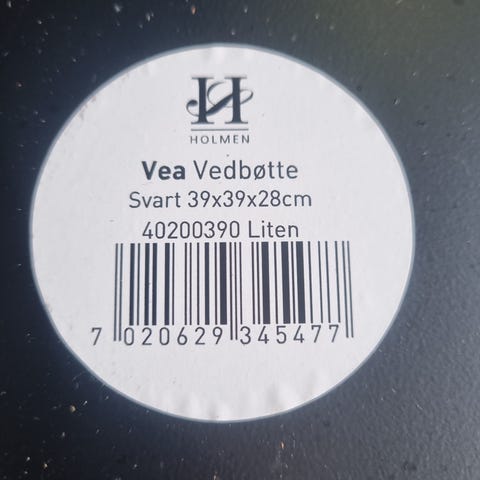 H
HOLMEN
Vea Vedbøtte
Svart 39x39x28cm
40200390 Liten
7 020629 345477